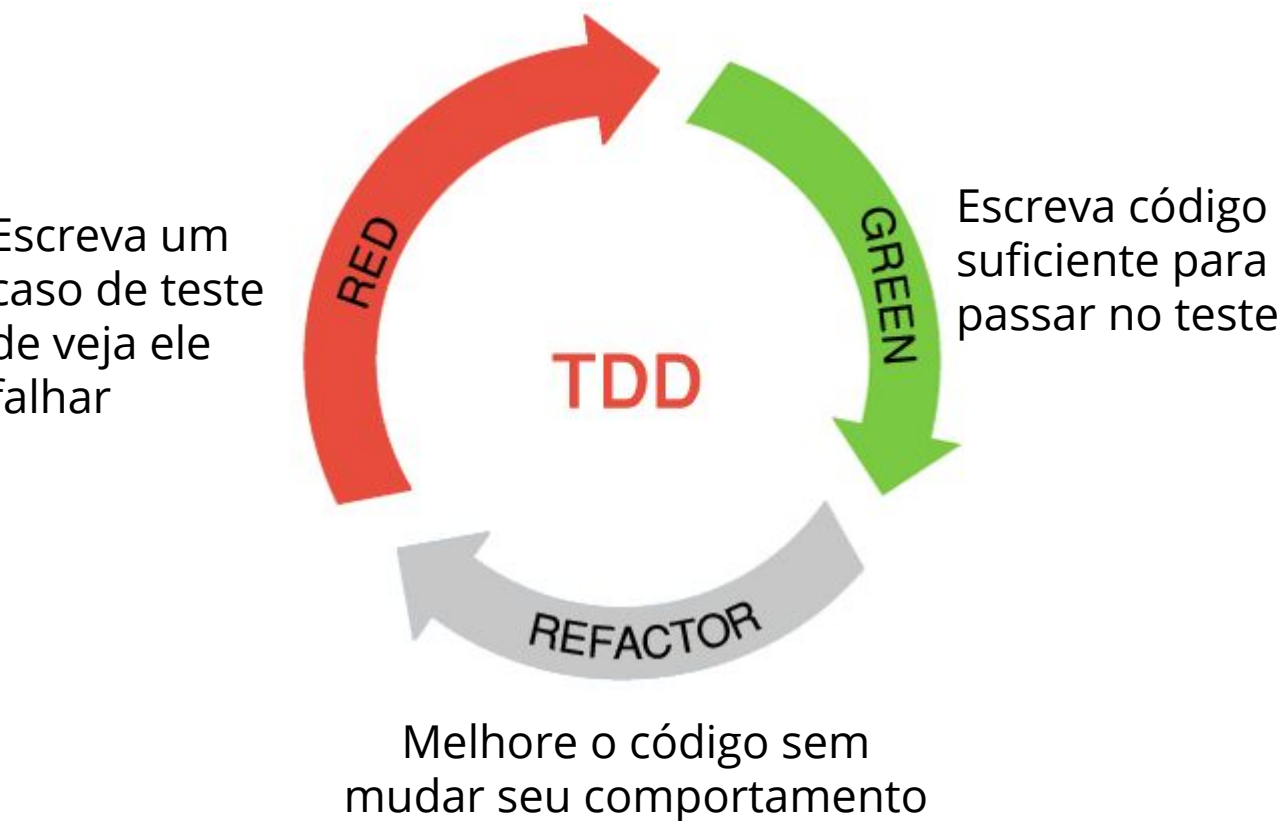 RED
Escreva um
caso de teste
de veja ele
falhar
GREEN
Escreva código
suficiente para
passar no teste
TDD
REFACTOR
Melhore o código sem
mudar seu comportamento